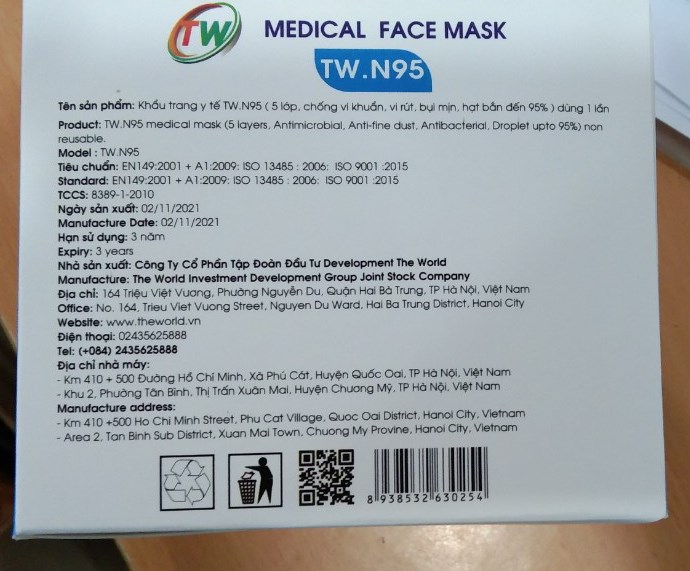 TW
MEDICAL FACE MASK
TW.N95
Tên sản phẩm: Khẩu trang y tế TW.N95 ( 5 lớp, chống vi khuẩn, vi rút, bụi mịn, hạt bắn đến 95% ) dùng 1 lần
Product: TW.N95 medical mask (5 layers, Antimicrobial, Anti-fine dust, Antibacterial, Droplet upto 95%) non
reusable.
Model : TW.N95
Tiêu chuẩn: EN149:2001 + A1:2009: ISO 13485 : 2006: ISO 9001 :2015
Standard: EN149:2001 + A1:2009: ISO 13485 : 2006: ISO 9001 :2015
TCCS: 8389-1-2010
Ngày sản xuất: 02/11/2021
Manufacture Date: 02/11/2021
Hạn sử dụng: 3 năm
Expiry: 3 years
Nhà sản xuất: Công Ty Cổ Phần Tập Đoàn Đầu Tư Development The World
Manufacture: The World Investment Development Group Joint Stock Company
Địa chỉ: 164 Triệu Việt Vương, Phường Nguyễn Du, Quận Hai Bà Trưng, TP Hà Nội, Việt Nam
Office: No. 164, Trieu Viet Vuong Street, Nguyen Du Ward, Hai Ba Trung District, Hanoi City
Website: www.theworld.vn
Điện thoại: 02435625888
Tel: (+084) 2435625888
Địa chỉ nhà máy:
- Km 410 + 500 Đường Hồ Chí Minh, Xã Phú Cát, Huyện Quốc Oai, TP Hà Nội, Việt Nam
- Khu 2, Phường Tân Bình, Thị Trấn Xuân Mai, Huyện Chương Mỹ, TP Hà Nội, Việt Nam
Manufacture address:
- Km 410 +500 Ho Chi Minh Street, Phu Cat Village, Quoc Oai District, Hanoi City, Vietnam
- Area 2, Tan Binh Sub District, Xuan Mai Town, Chuong My Provine, Hanoi City, Vietnam
8 938532 630254